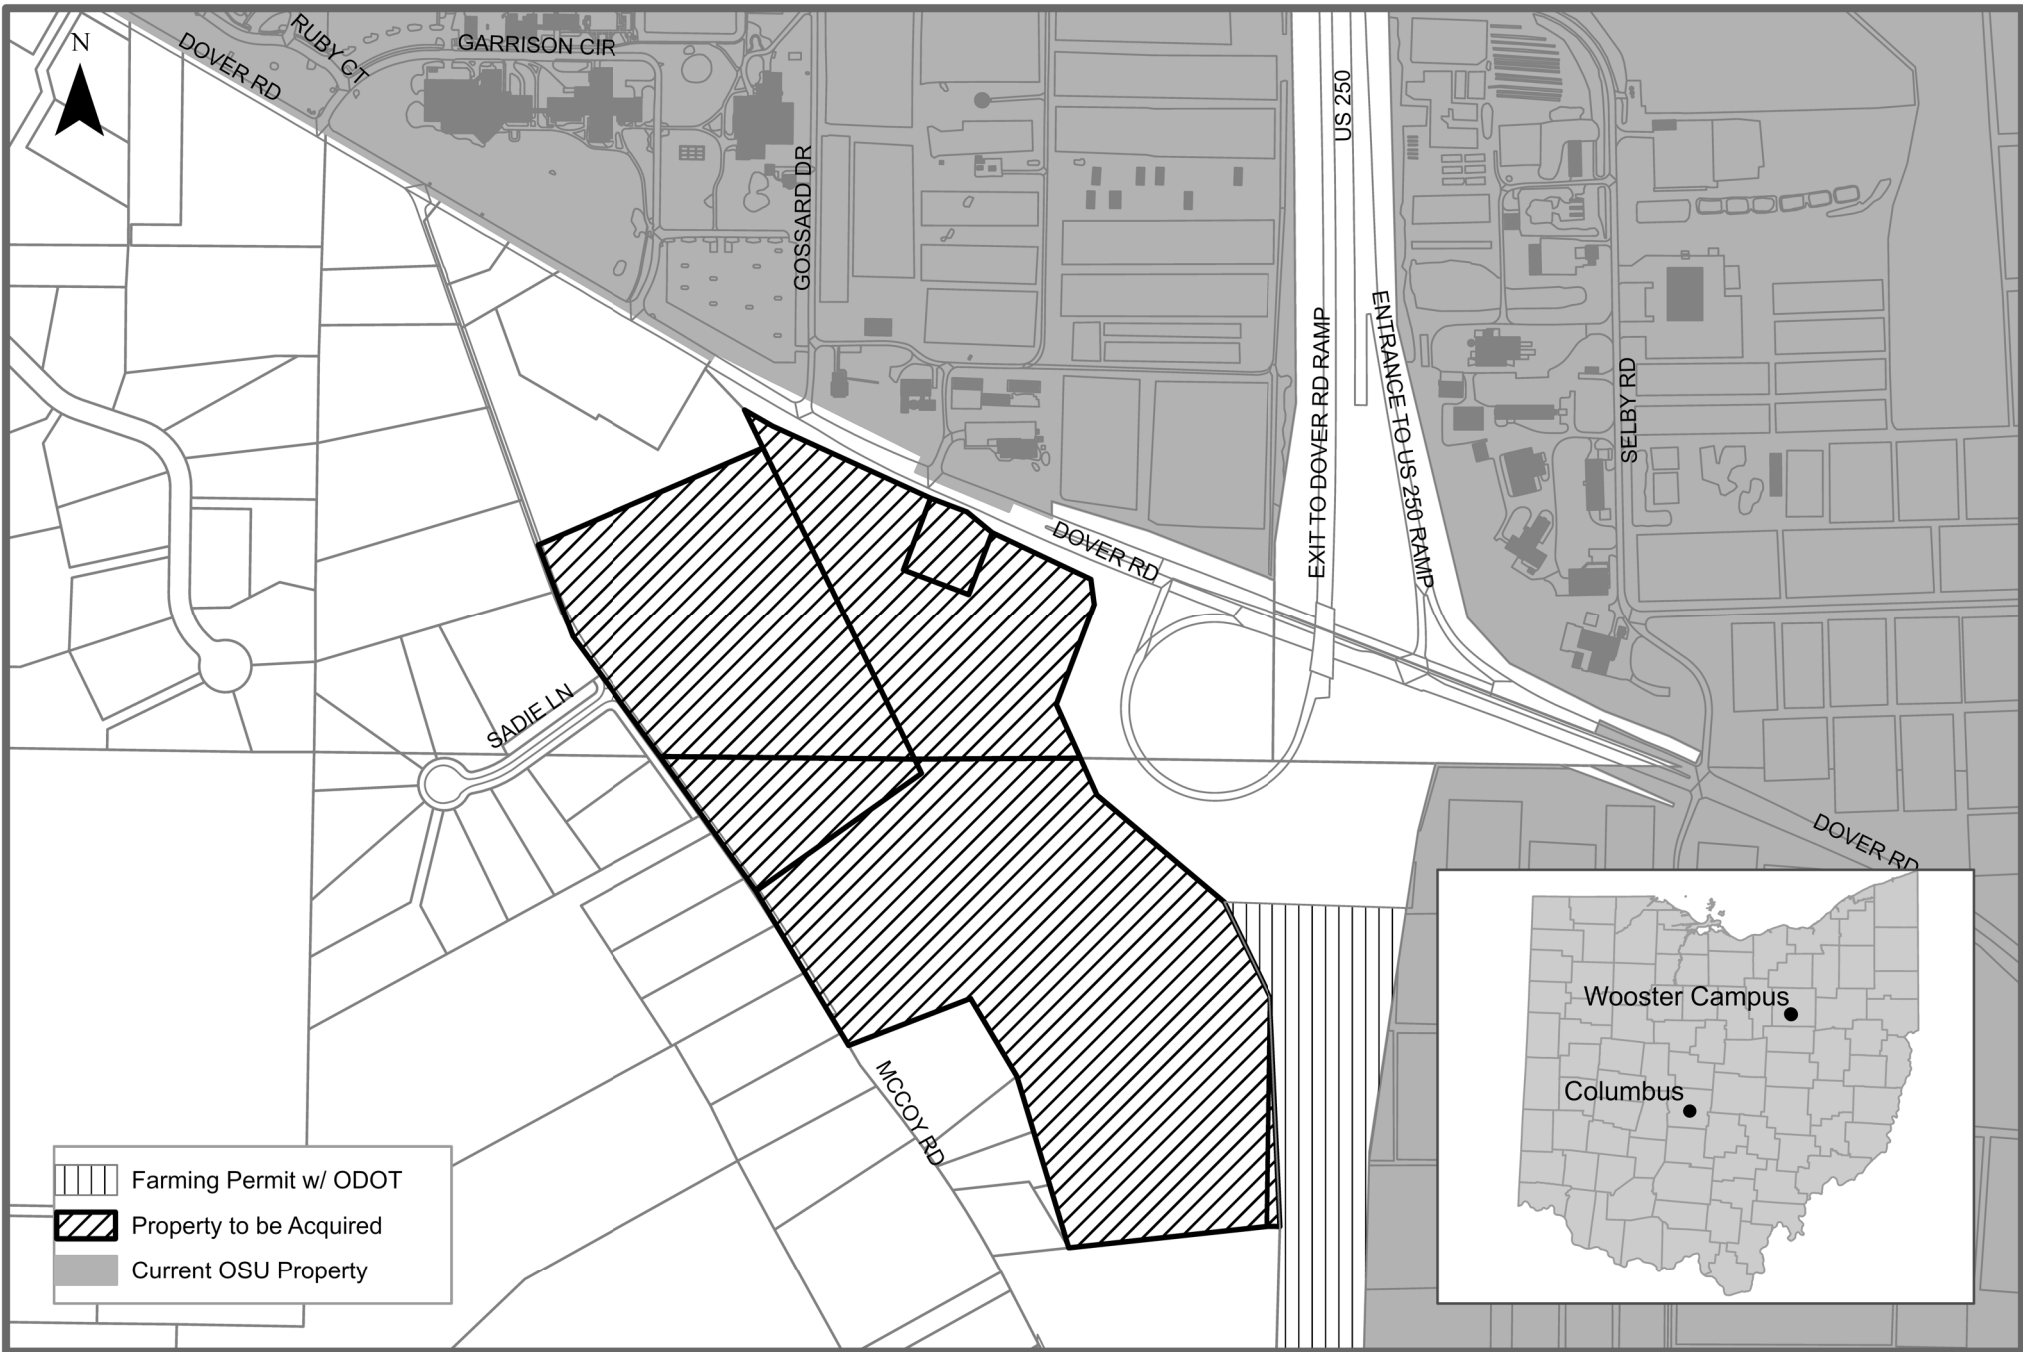 N
DOVER RD
RUBY CT
GARRISON CIR
GOSSARD DR
US 250
EXIT TO DOVER RD RAMP
ENTRANCE TO US 250 RAMP
SELBY RD
DOVER RD
SADIE LN
DOVER RD
MCCOY RD
Wooster Campus
Columbus
Farming Permit w/ ODOT
Property to be Acquired
Current OSU Property